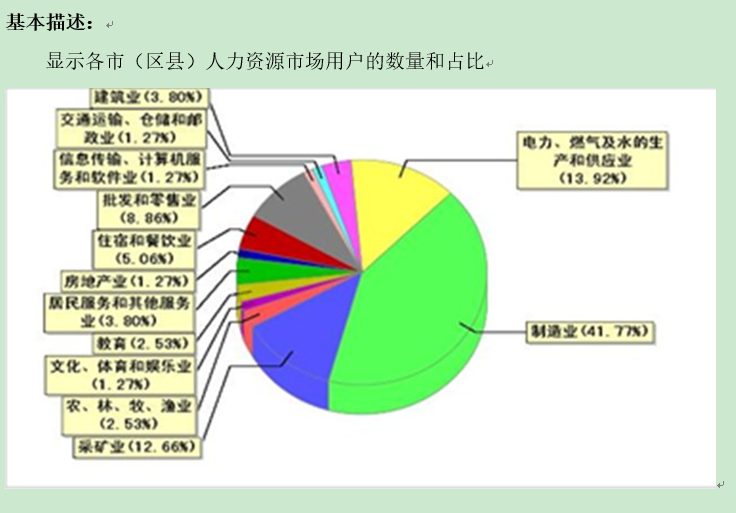 基本描述：
显示各市（区县）人力资源市场用户的数量和占比
建筑业(3.80%)
交通运输、仓储和邮
政业(1.27%)
信息传输、计算机服
务和软件业(1.27%)
批发和零售业
(8.86%)
住宿和餐饮业
(5.06%)
房地产业(1.27%)
居民服务和其他服务
业(3.80%)
教育(2.53%)
文化、体育和娱乐业
(1.27%)
农、林、牧、渔业
(2.53%)
采矿业(12.66%)
电力、燃气及水的生
产和供应业
(13.92%)
制造业(41.77%)